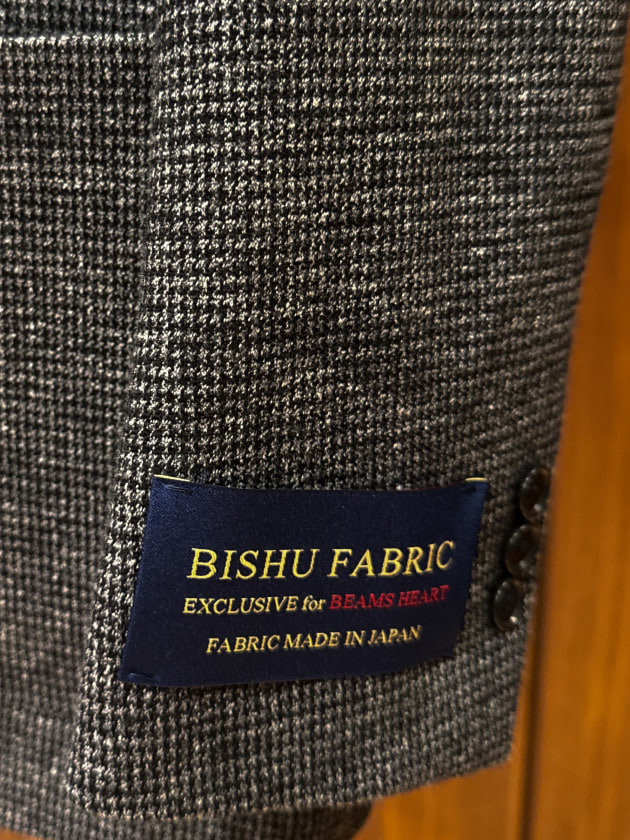 BISHU FABRIC
EXCLUSIVE for BEAMS HEART
FABRIC MADE IN JAPAN